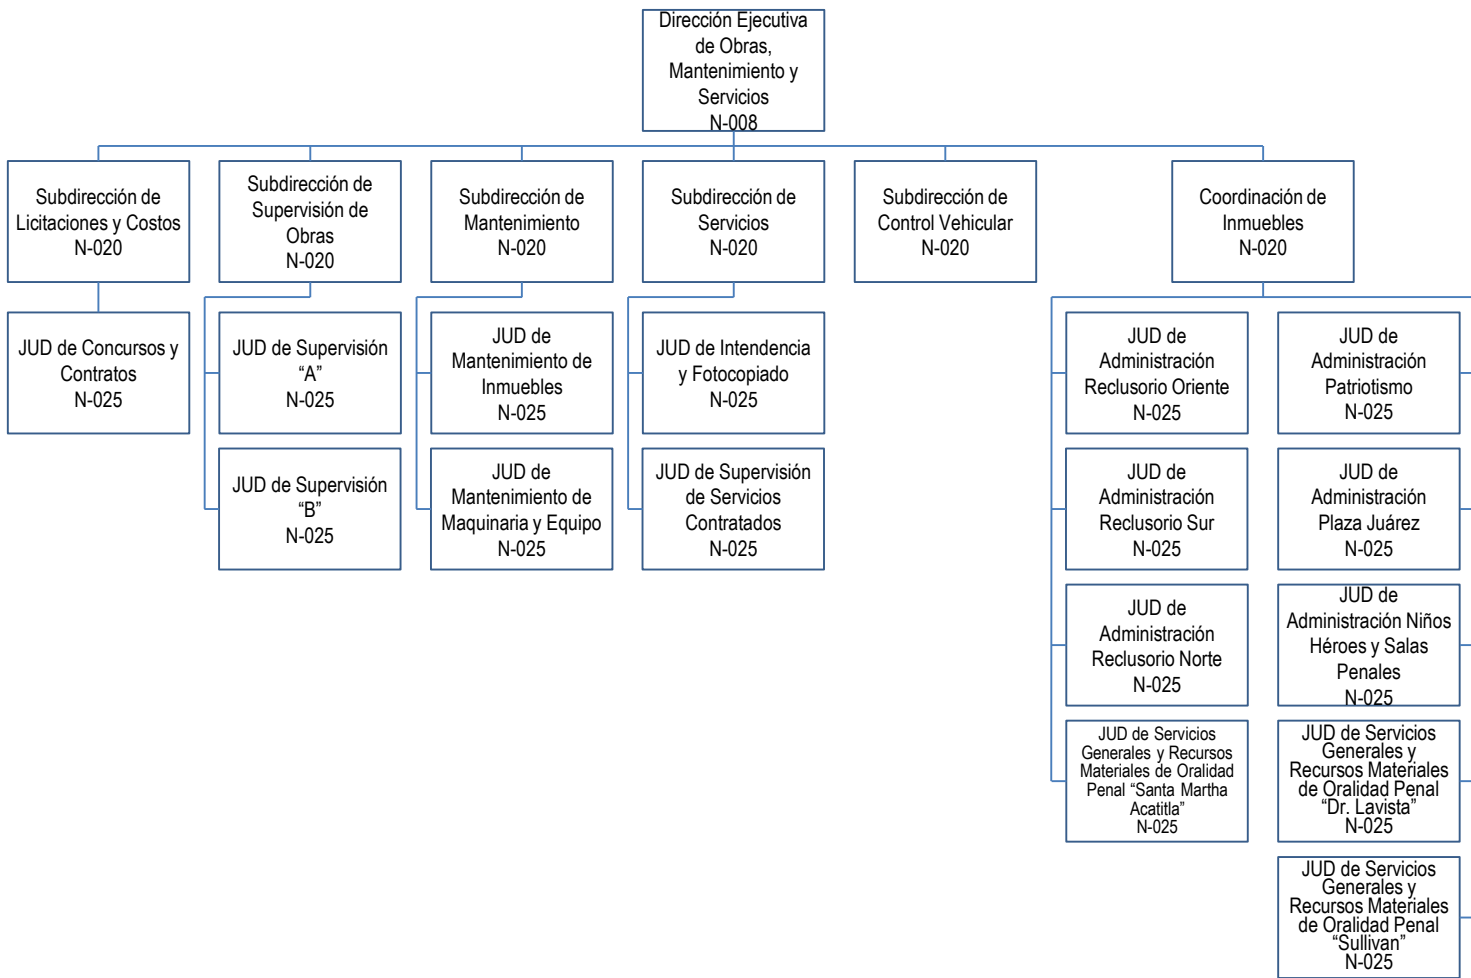 Dirección Ejecutiva
de Obras,
Mantenimiento y
Servicios
N-008
Subdirección de
Licitaciones y Costos
N-020
Subdirección de
Supervisión de
Obras
N-020
Subdirección de
Mantenimiento
N-020
Subdirección de
Servicios
N-020
Subdirección de
Control Vehicular
N-020
Coordinación de
Inmuebles
N-020
JUD de Concursos y
Contratos
N-025
JUD de Supervisión
“A”
N-025
JUD de
Mantenimiento de
Inmuebles
N-025
JUD de Intendencia
y Fotocopiado
N-025
JUD de
Administración
Reclusorio Oriente
N-025
JUD de
Administración
Patriotismo
N-025
JUD de Supervisión
“B”
N-025
JUD de
Mantenimiento de
Maquinaria y Equipo
N-025
JUD de Supervisión
de Servicios
Contratados
N-025
JUD de
Administración
Reclusorio Sur
N-025
JUD de
Administración
Plaza Juárez
N-025
JUD de
Administración
Reclusorio Norte
N-025
JUD de
Administración Niños
Héroes y Salas
Penales
N-025
JUD de Servicios
Generales y Recursos
Materiales de Oralidad
Penal “Santa Martha
Acatitla”
N-025
JUD de Servicios
Generales y
Recursos Materiales
de Oralidad Penal
“Dr. Lavista”
N-025
JUD de Servicios
Generales y
Recursos Materiales
de Oralidad Penal
“Sullivan”
N-025